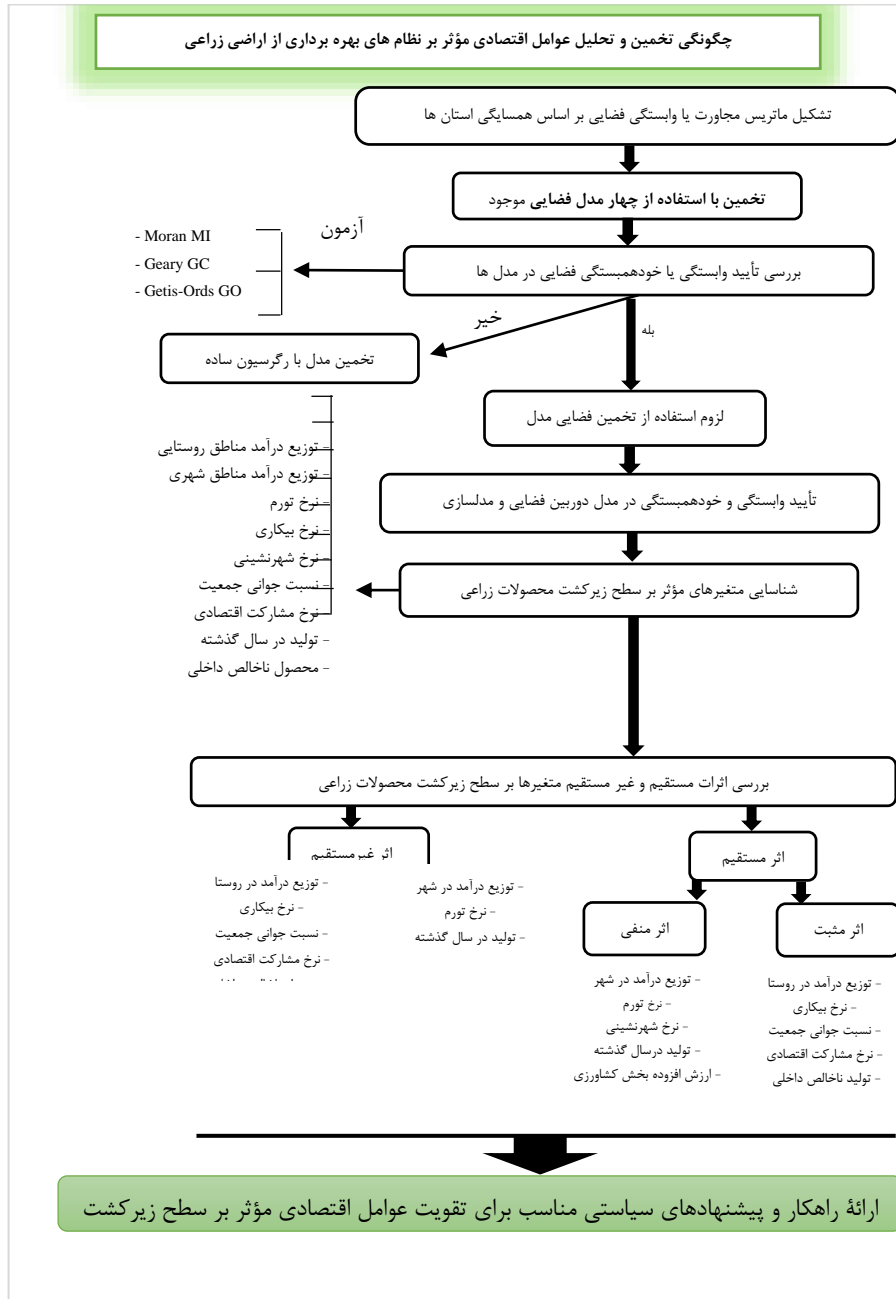 چگونگی تخمین و تحلیل عوامل اقتصادی مؤثر بر نظام های بهره برداری از اراضی زراعی
تشکیل ماتریس مجاورت یا وابستگی فضایی بر اساس همسایگی استان ها
تخمین با استفاده از چهار مدل فضایی موجود
آزمون
- Moran MI
- Geary GC
- Getis-Ords GO
بررسی تأیید وابستگی یا خودهمبستگی فضایی در مدل ها
خیر
بله
تخمین مدل با رگرسیون ساده
لزوم استفاده از تخمین فضایی مدل
تأیید وابستگی و خودهمبستگی در مدل دوربین فضایی و مدلسازی
شناسایی متغیرهای مؤثر بر سطح زیرکشت محصولات زراعی
- توزیع درآمد مناطق روستایی
- توزیع درآمد مناطق شهری
- نرخ تورم
- نرخ بیکاری
- نرخ شهرنشینی
- نسبت جوانی جمعیت
- نرخ مشارکت اقتصادی
- تولید در سال گذشته
- محصول ناخالص داخلی
بررسی اثرات مستقیم و غیر مستقیم متغیرها بر سطح زیرکشت محصولات زراعی
اثر مستقیم
اثر غیرمستقیم
اثر مثبت
اثر منفی
- توزیع درآمد در روستا
- نرخ بیکاری
- نسبت جوانی جمعیت
- نرخ مشارکت اقتصادی
- تولید ناخالص داخلی
- توزیع درآمد در شهر
- نرخ تورم
- نرخ شهرنشینی
- تولید درسال گذشته
- ارزش افزوده بخش کشاورزی
- توزیع درآمد در شهر
- نرخ تورم
- تولید در سال گذشته
- توزیع درآمد در روستا
- نرخ بیکاری
- نسبت جوانی جمعیت
- نرخ مشارکت اقتصادی
ارائهٔ راهکار و پیشنهادهای سیاستی مناسب برای تقویت عوامل اقتصادی مؤثر بر سطح زیرکشت